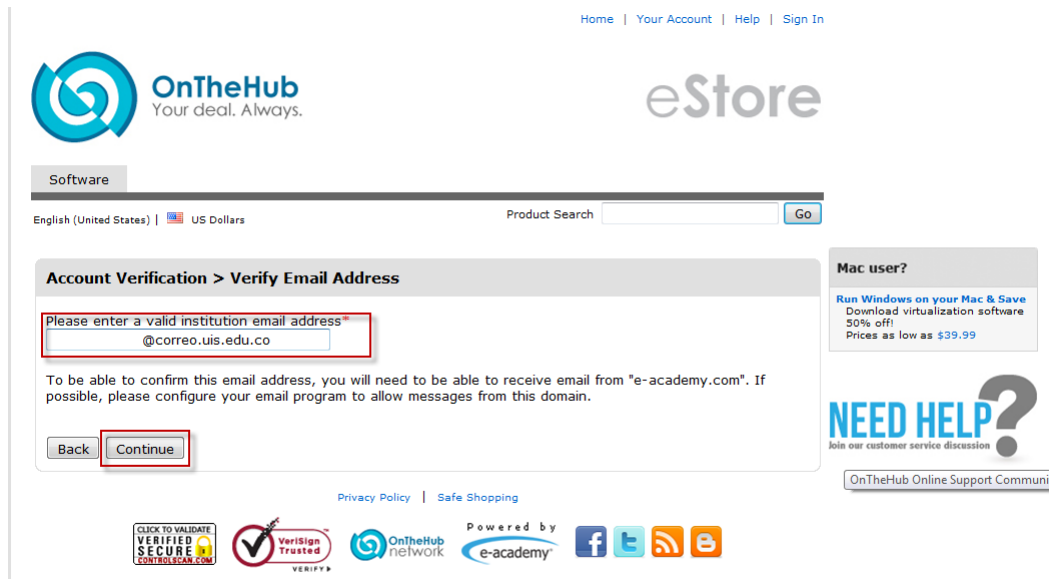 Home | Your Account | Help | Sign In
OnTheHub
Your deal. Always.
eStore
Software
English (United States) | US Dollars
Product Search
Go
Account Verification > Verify Email Address
Please enter a valid institution email address*
@correo.uis.edu.co
To be able to confirm this email address, you will need to be able to receive email from "e-academy.com". If
possible, please configure your email program to allow messages from this domain.
Back
Continue
Mac user?
Run Windows on your Mac & Save
Download virtualization software
50% off!
Prices as low as $39.99
NEED HELP?
Join our customer service discussion
OnTheHub Online Support Communi
Privacy Policy | Safe Shopping
CLICK TO VALIDATE
VERIFIED
SECURE
CONTROLSCAN.COM
VeriSign
Trusted
VERIFY
OnTheHub
network
Powered by
e-academy
f
t
B